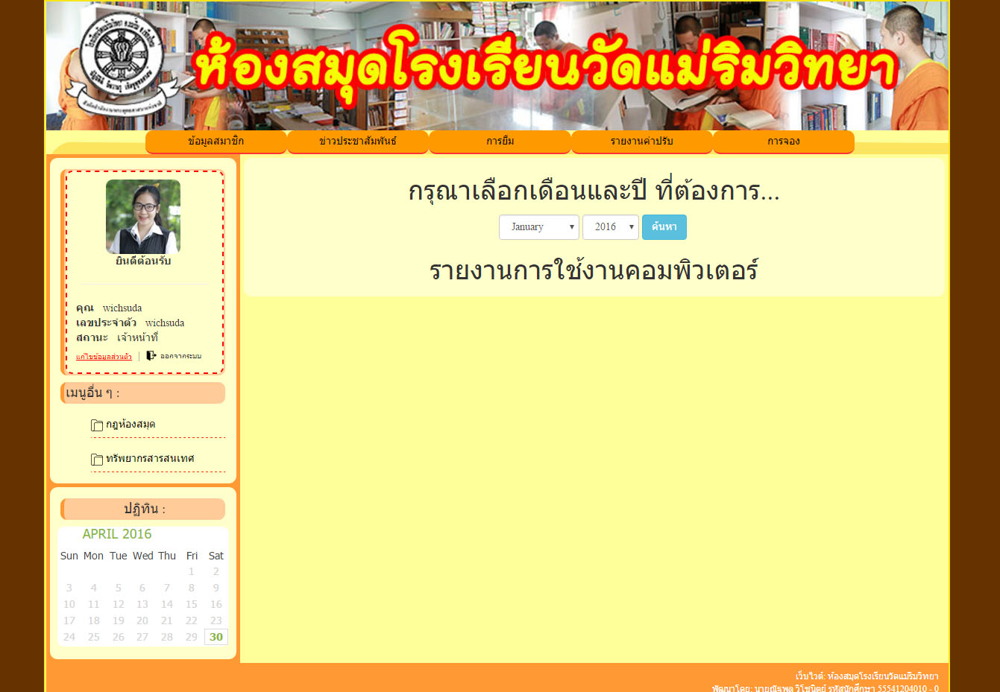 ห้องสมุดโรงเรียนวัดแม่ริมวิทยา
ข้อมูลสมาชิก ข่าวประชาสัมพันธ์ การยืม รายงานค่าปรับ การจอง
ยินดีต้อนรับ
คุณ wichsuda
เลขประจำตัว wichsuda
สถานะ เจ้าหน้าที่
แก้ไขข้อมูลส่วนตัว ออกจากระบบ
เมนูอื่น ๆ :
กฎห้องสมุด
ทรัพยากรสารสนเทศ
ปฏิทิน :
APRIL 2016
Sun Mon Tue Wed Thu Fri Sat
1 2
3 4 5 6 7 8 9
10 11 12 13 14 15 16
17 18 19 20 21 22 23
24 25 26 27 28 29 30
กรุณาเลือกเดือนและปี ที่ต้องการ...
January 2016 ค้นหา
รายงานการใช้งานคอมพิวเตอร์
เว็บไวต์: ห้องสมุดโรงเรียนวัดแม่ริมวิทยา
พัฒนาโดย: นายณัฐพล วิโชนิตย์ รหัสนักศึกษา 55541204010 - 0